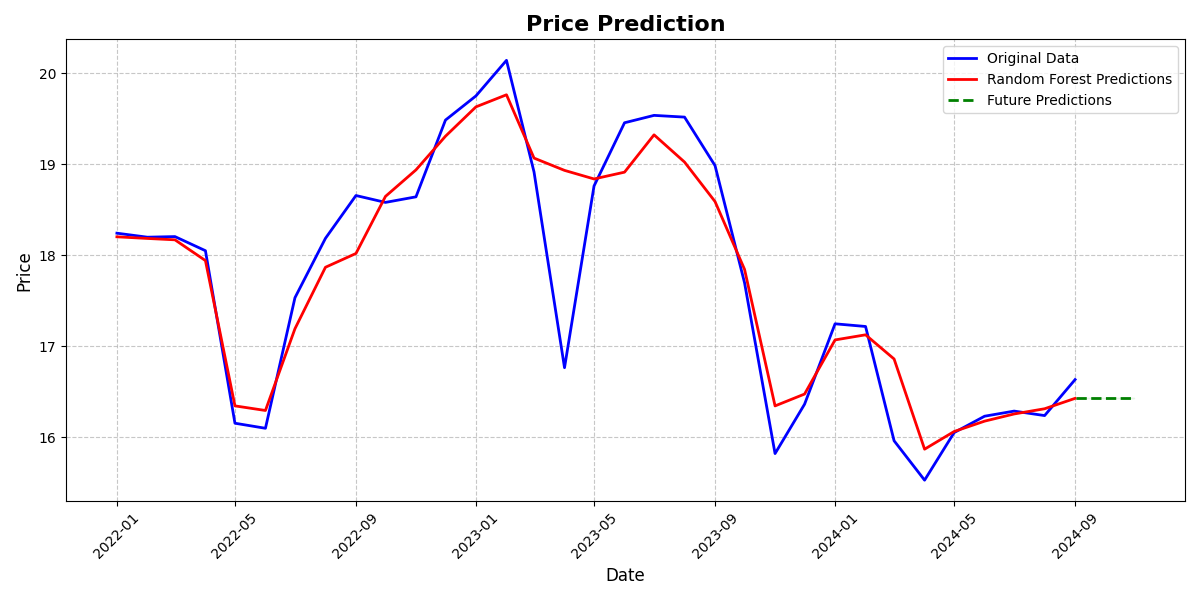 Price Prediction
Original Data
Random Forest Predictions
Future Predictions
Price
20
19
18
17
16
2022-01
2022-05
2022-09
2023-01
2023-05
2023-09
2024-01
2024-05
2024-09
Date